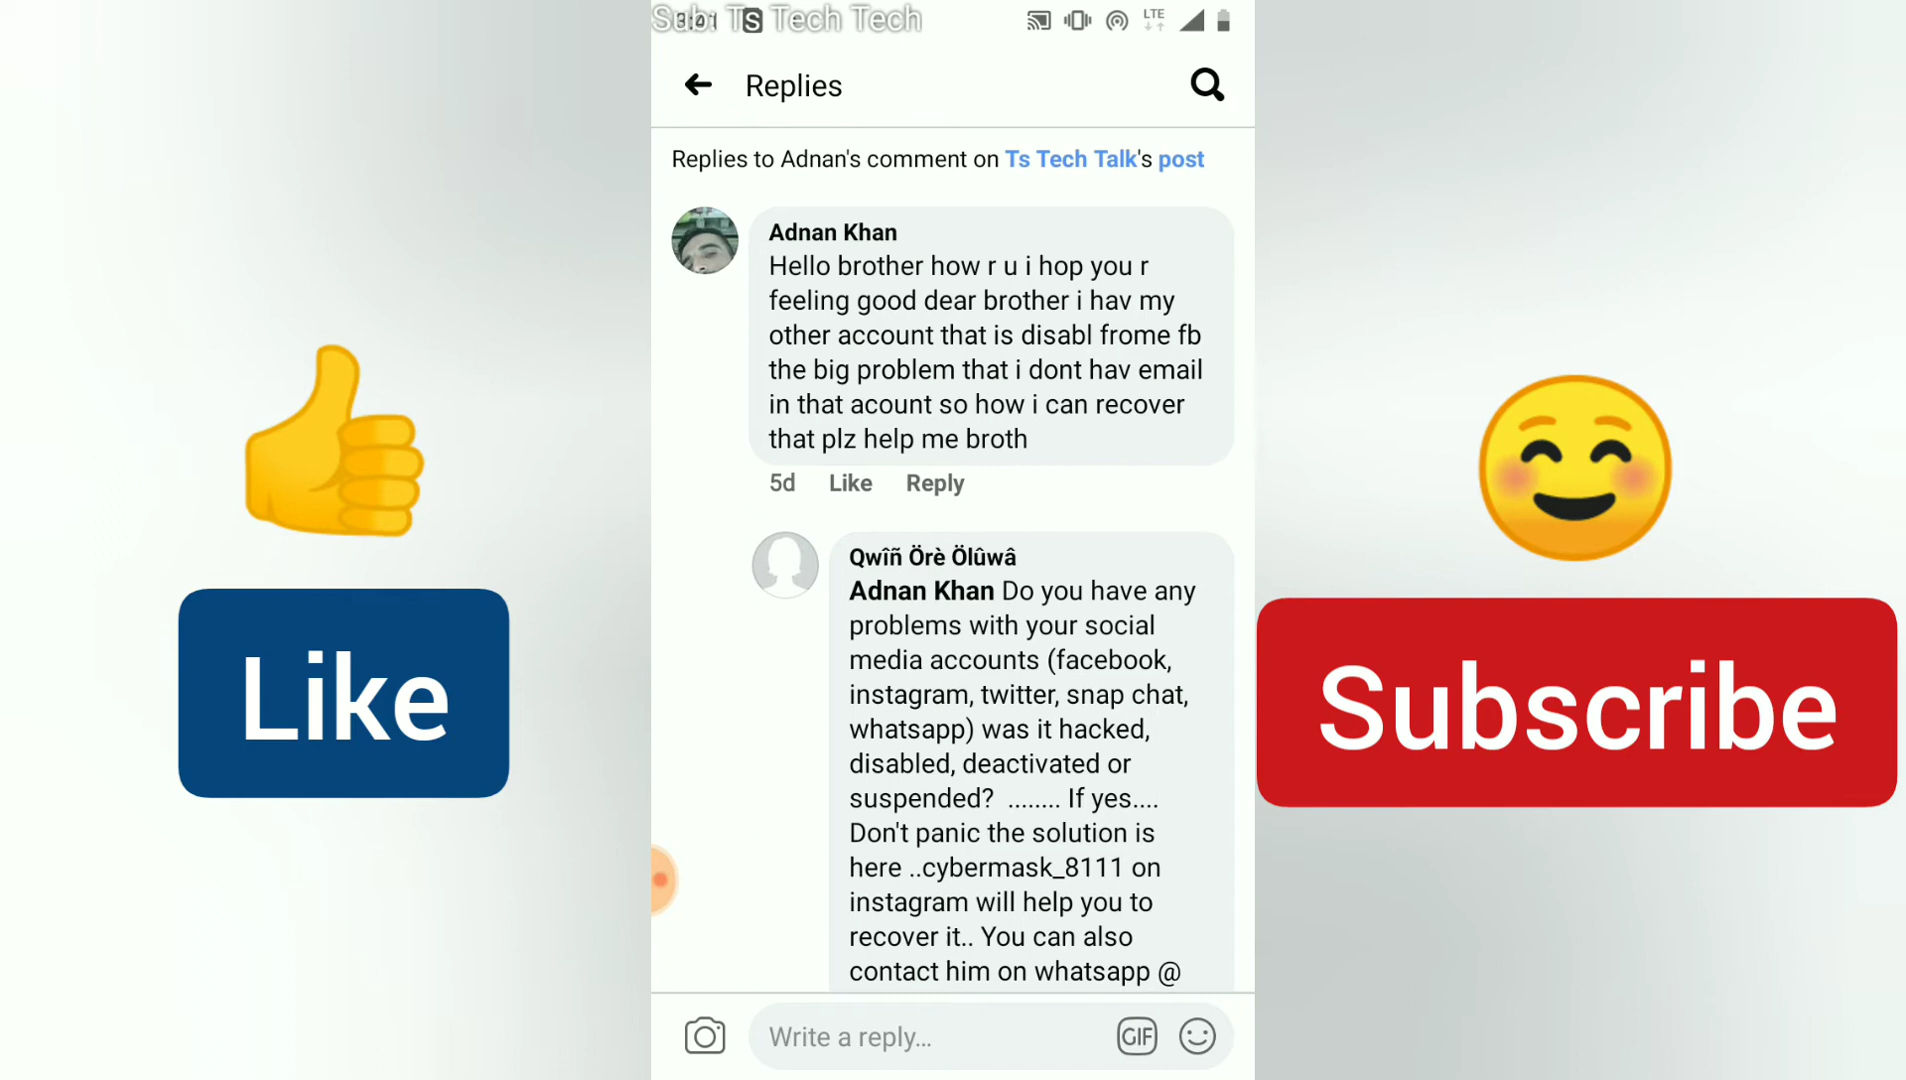 Sub: Ts Tech Tech
LTE
Replies
Replies to Adnan's comment on Ts Tech Talk's post
Adnan Khan
Hello brother how r u i hop you r
feeling good dear brother i hav my
other account that is disabl frome fb
the big problem that i dont hav email
in that acount so how i can recover
that plz help me broth
5d Like Reply
Qwîñ Örè Ölûwâ
Adnan Khan Do you have any
problems with your social
media accounts (facebook,
instagram, twitter, snap chat,
whatsapp) was it hacked,
disabled, deactivated or
suspended? ........ If yes....
Don't panic the solution is
here ..cybermask_8111 on
instagram will help you to
recover it.. You can also
contact him on whatsapp @
Write a reply...
GIF
Like
Subscribe